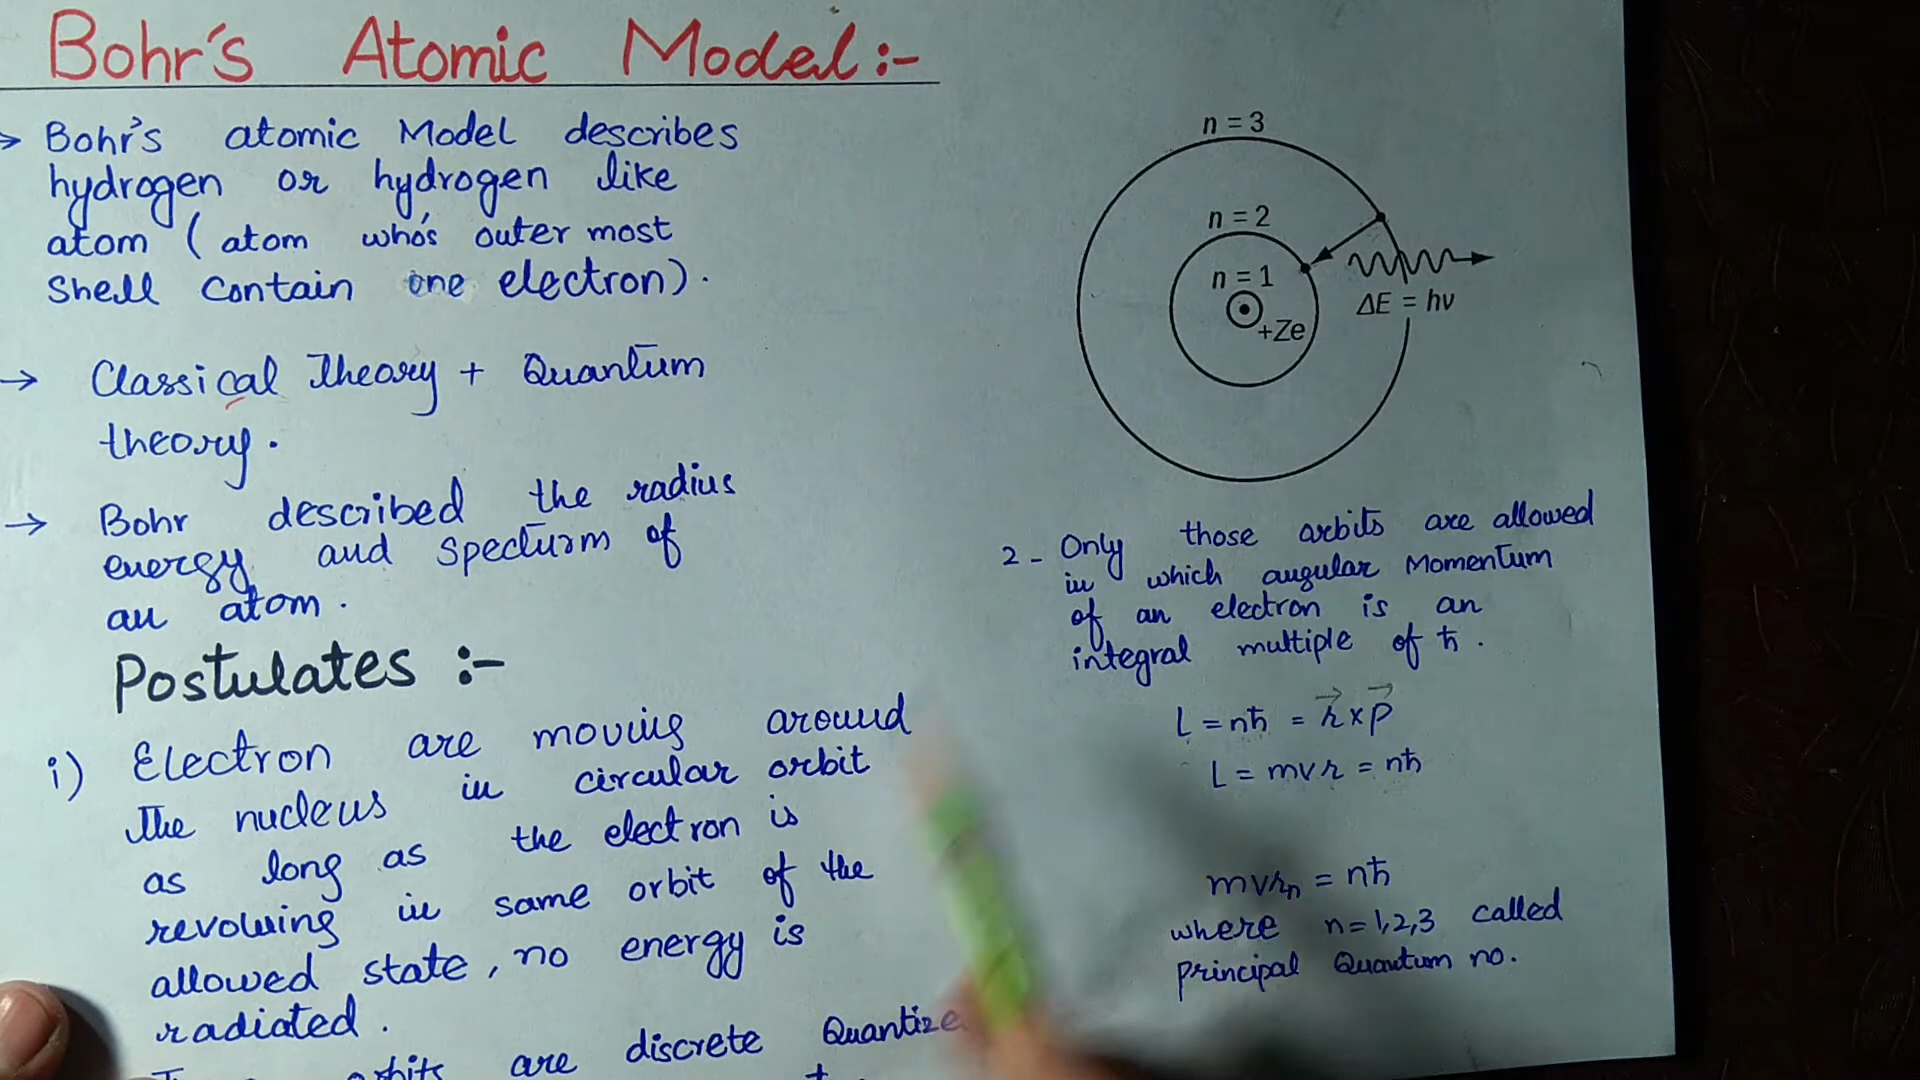 Bohr's Atomic Model:-
> Bohr's atomic Model describes
hydrogen or hydrogen like
atom ( atom who's outer most
shell contain one electron).
→ Classical Theory + Quantum
theory.
→ Bohr described the radius
energy and specturm of
an atom.
Postulates :-
i) Electron are moving around
The nucleus in circular orbit
as long as the electron is
revolving in same orbit of the
allowed state, no energy is
radiated.
orbits are discrete Quantize
n = 3
n = 2
n = 1
+Ze
ΔE = hν
2- Only those orbits are allowed
in which angular Momentum
of an electron is an
integral multiple of ħ.
L = nħ = r⃗ × p⃗
L = mvr = nħ
mvrₙ = nħ
where n=1,2,3 called
principal Quantum no.